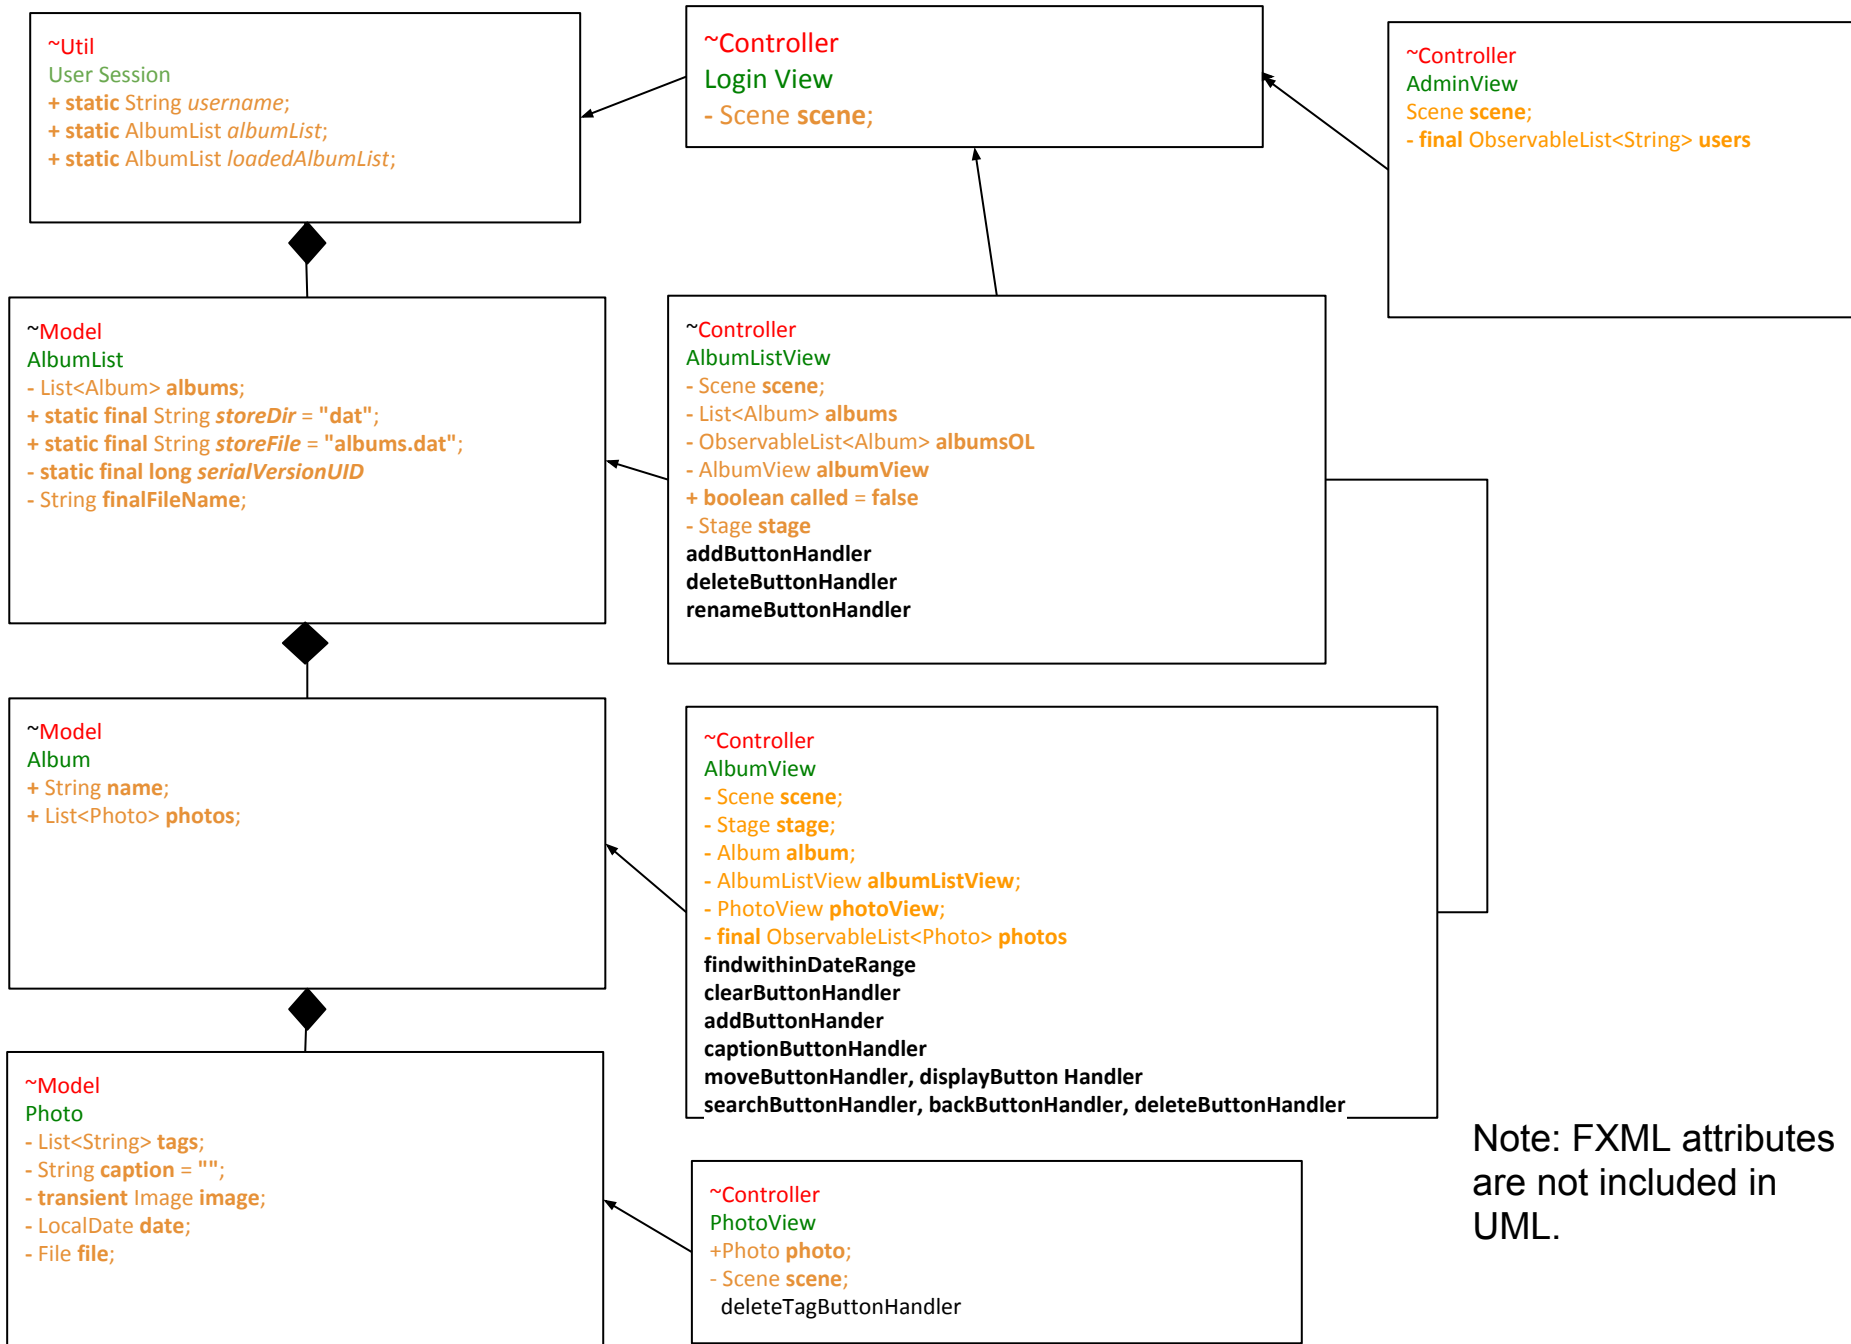 ~Util
User Session
+ static String username;
+ static AlbumList albumList;
+ static AlbumList loadedAlbumList;
~Controller
Login View
- Scene scene;
~Controller
AdminView
Scene scene;
- final ObservableList<String> users
~Model
AlbumList
- List<Album> albums;
+ static final String storeDir = "dat";
+ static final String storeFile = "albums.dat";
- static final long serialVersionUID
- String finalFileName;
~Controller
AlbumListView
- Scene scene;
- List<Album> albums
- ObservableList<Album> albumsOL
- AlbumView albumView
+ boolean called = false
- Stage stage
addButtonHandler
deleteButtonHandler
renameButtonHandler
~Model
Album
+ String name;
+ List<Photo> photos;
~Controller
AlbumView
- Scene scene;
- Stage stage;
- Album album;
- AlbumListView albumListView;
- PhotoView photoView;
- final ObservableList<Photo> photos
findwithinDateRange
clearButtonHandler
addButtonHander
captionButtonHandler
moveButtonHandler, displayButton Handler
searchButtonHandler, backButtonHandler, deleteButtonHandler
~Model
Photo
- List<String> tags;
- String caption = "";
- transient Image image;
- LocalDate date;
- File file;
~Controller
PhotoView
+Photo photo;
- Scene scene;
deleteTagButtonHandler
Note: FXML attributes
are not included in
UML.